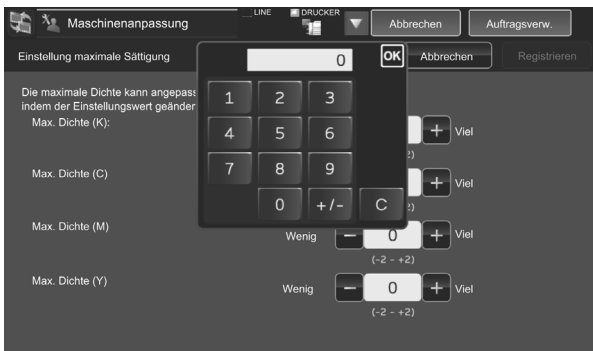 Maschinenanpassung
LINE
DRUCKER
Abbrechen
Auftragsverw.
Einstellung maximale Sättigung
0
OK
Abbrechen
Registrieren
Die maximale Dichte kann angepass
indem der Einstellungswert geänder
1 2 3
4 5 6
7 8 9
0 +/- C
Max. Dichte (K):
+ Viel
2)
Max. Dichte (C)
+ Viel
2)
Max. Dichte (M)
Wenig − 0 + Viel
(-2 - +2)
Max. Dichte (Y)
Wenig − 0 + Viel
(-2 - +2)